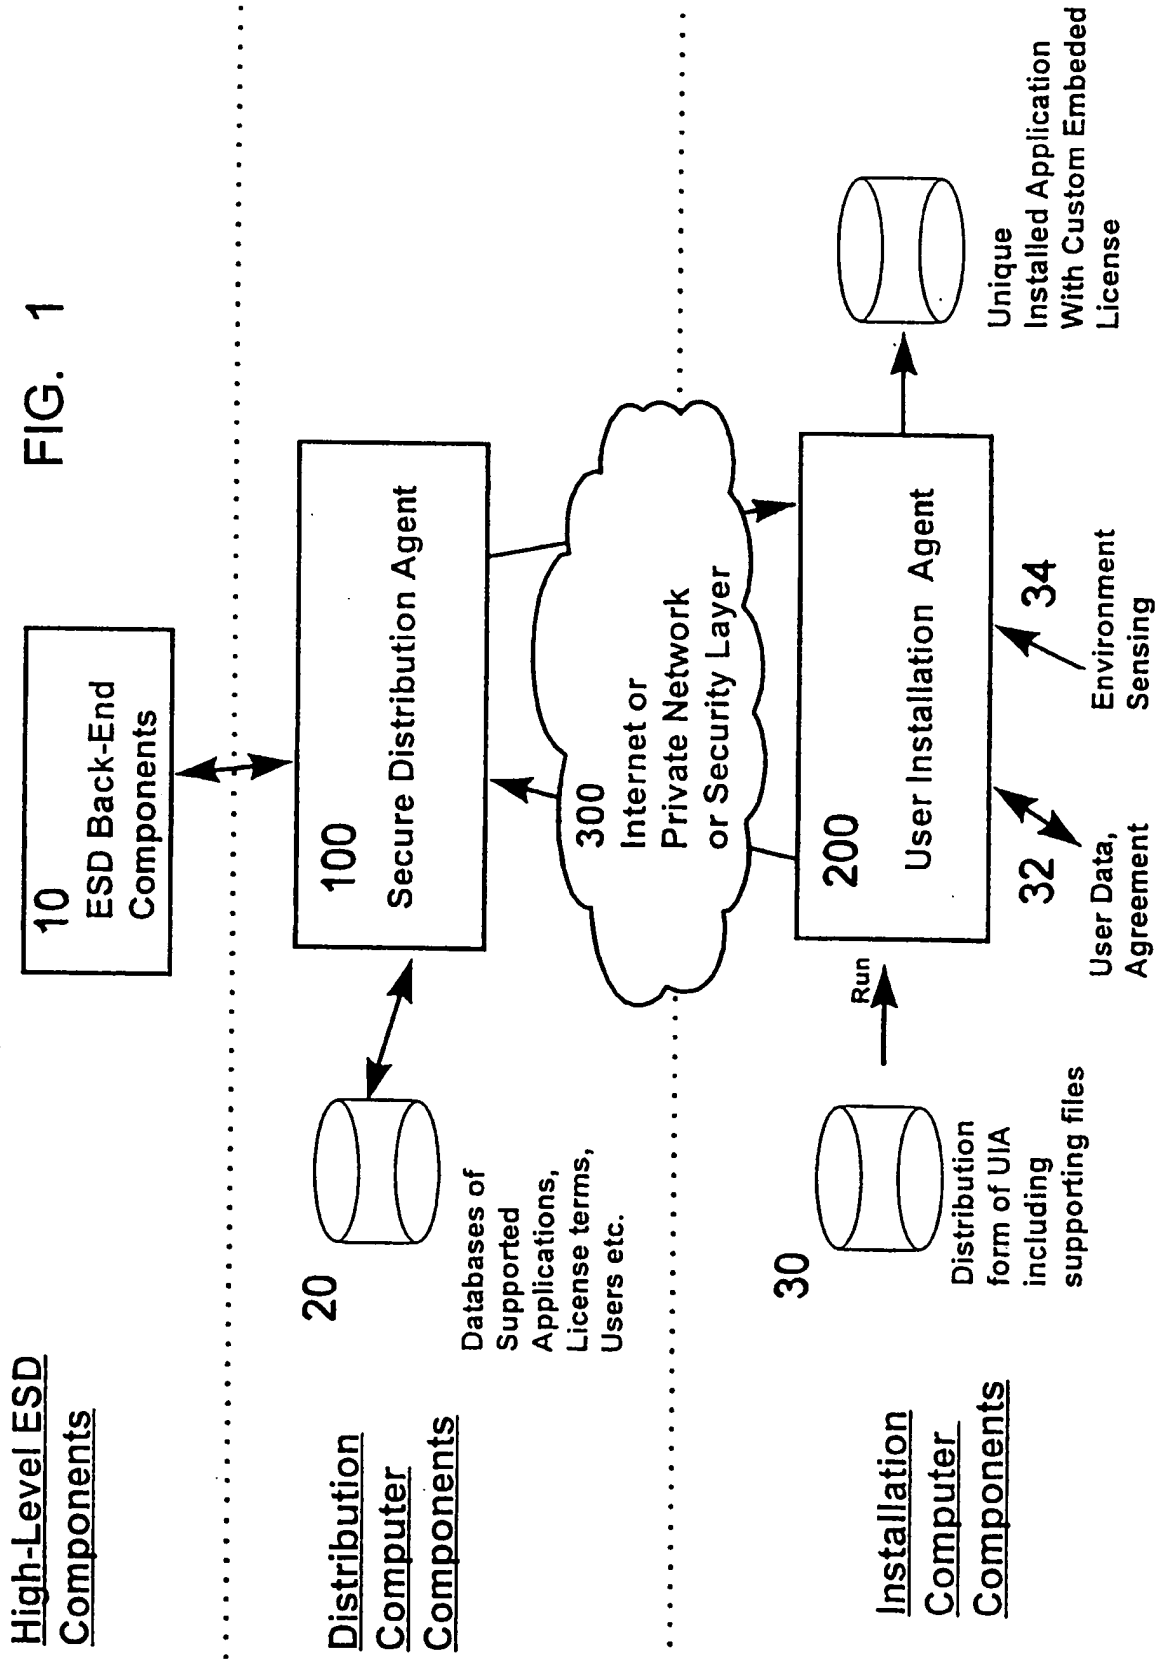 FIG. 1
High-Level ESD
Components
10
ESD Back-End
Components
Distribution
Computer
Components
20
Databases of
Supported
Applications,
License terms,
Users etc.
100
Secure Distribution Agent
300
Internet or
Private Network
or Security Layer
Installation
Computer
Components
30
Distribution
form of UIA
including
supporting files
Run
200
User Installation Agent
32
User Data,
Agreement
34
Environment
Sensing
Unique
Installed Application
With Custom Embeded
License